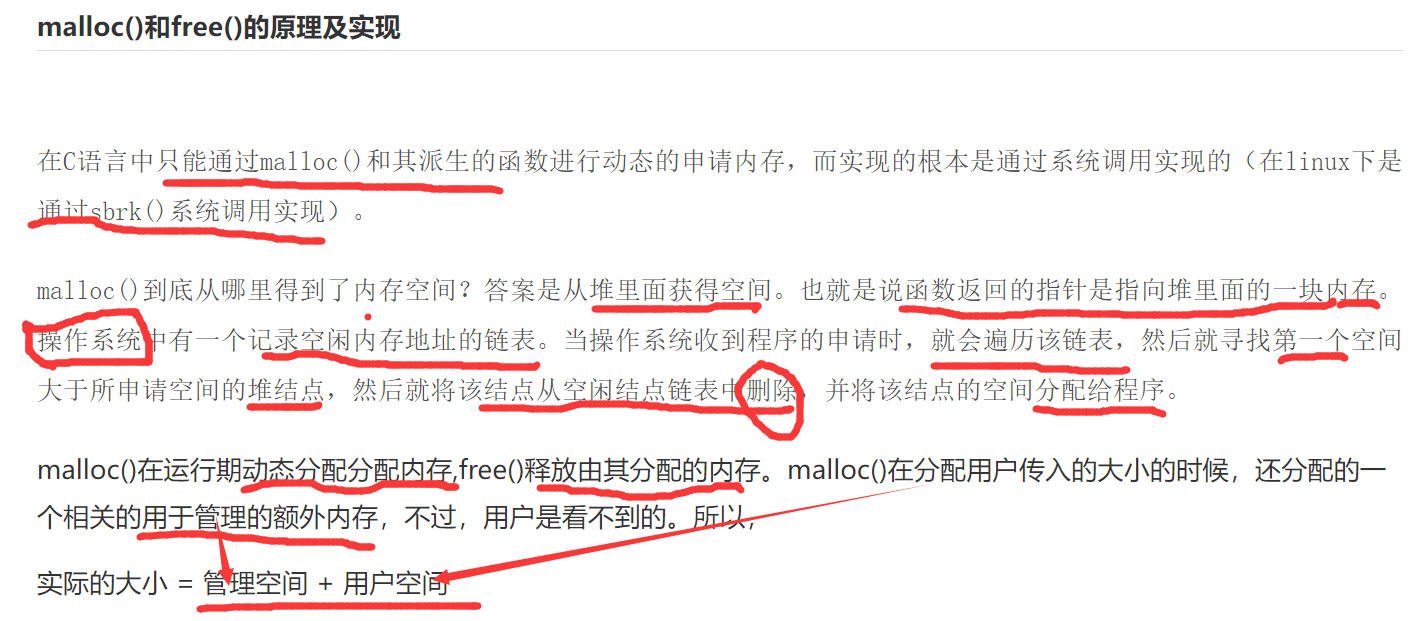 malloc()和free()的原理及实现
在C语言中只能通过malloc()和其派生的函数进行动态的申请内存，而实现的根本是通过系统调用实现的（在linux下是
通过sbrk()系统调用实现）。
malloc()到底从哪里得到了内存空间？答案是从堆里面获得空间。也就是说函数返回的指针是指向堆里面的一块内存。
操作系统中有一个记录空闲内存地址的链表。当操作系统收到程序的申请时，就会遍历该链表，然后就寻找第一个空间
大于所申请空间的堆结点，然后就将该结点从空闲结点链表中删除，并将该结点的空间分配给程序。
malloc()在运行期动态分配分配内存,free()释放由其分配的内存。malloc()在分配用户传入的大小的时候，还分配的一
个相关的用于管理的额外内存，不过，用户是看不到的。所以，
实际的大小 = 管理空间 + 用户空间